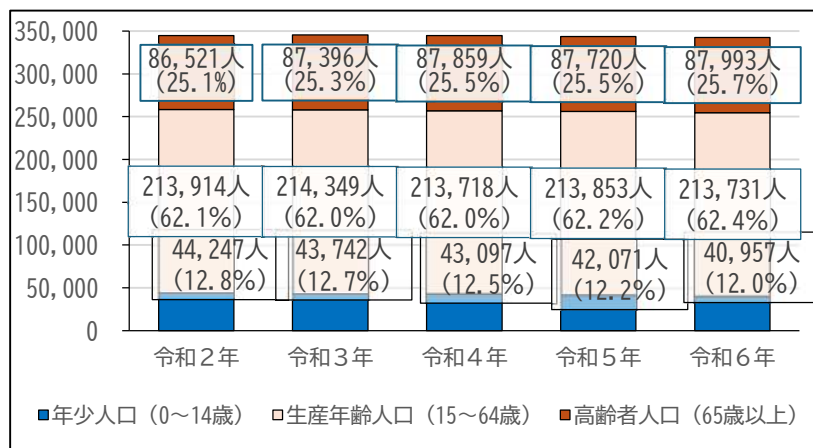 350,000
300,000
250,000
200,000
150,000
100,000
50,000
0
86,521人
(25.1%)
87,396人
(25.3%)
87,859人
(25.5%)
87,720人
(25.5%)
87,993人
(25.7%)
213,914人
(62.1%)
214,349人
(62.0%)
213,718人
(62.0%)
213,853人
(62.2%)
213,731人
(62.4%)
44,247人
(12.8%)
43,742人
(12.7%)
43,097人
(12.5%)
42,071人
(12.2%)
40,957人
(12.0%)
令和2年 令和3年 令和4年 令和5年 令和6年
年少人口（0～14歳） 生産年齢人口（15～64歳） 高齢者人口（65歳以上）